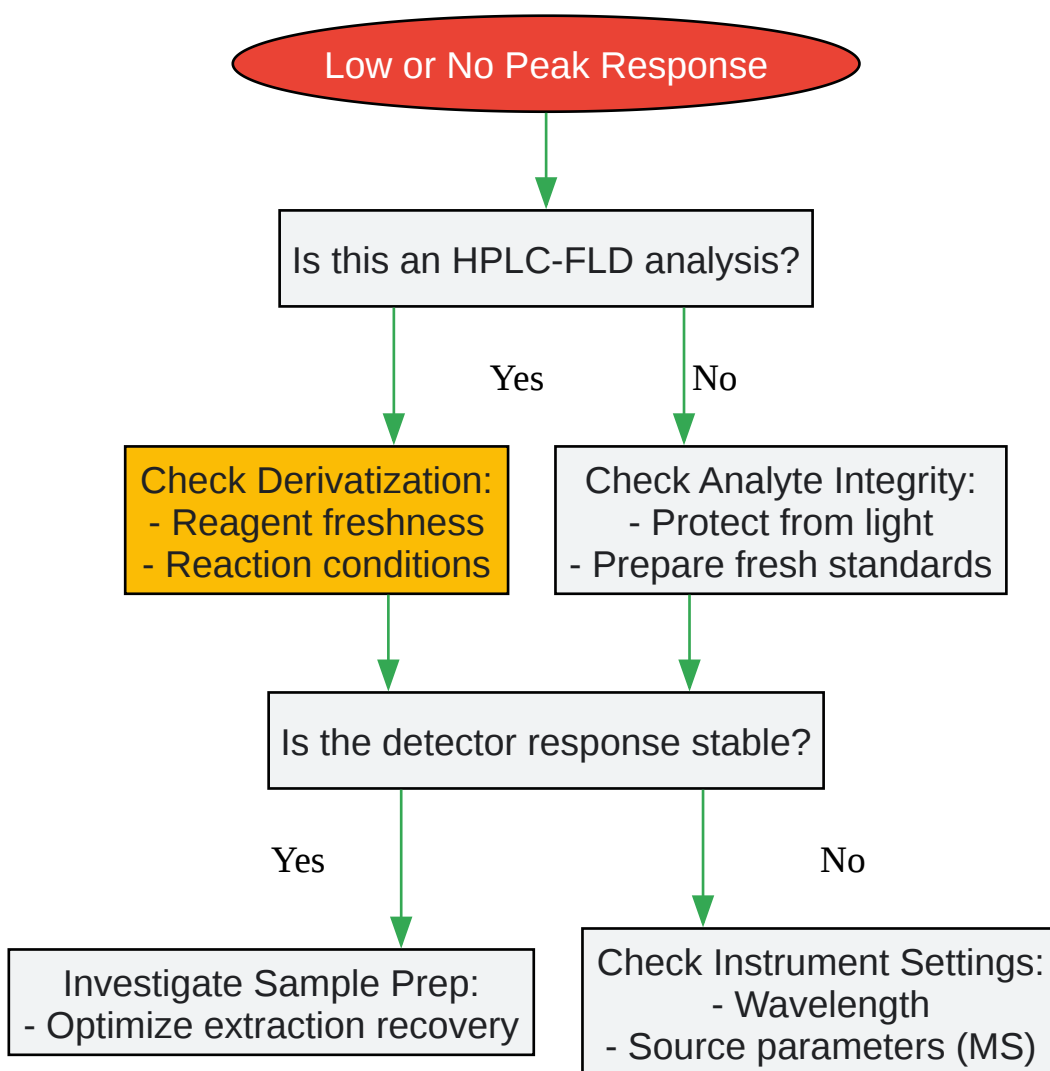 Low or No Peak Response
Is this an HPLC-FLD analysis?
Yes
No
Check Derivatization:
- Reagent freshness
- Reaction conditions
Check Analyte Integrity:
- Protect from light
- Prepare fresh standards
Is the detector response stable?
Yes
No
Investigate Sample Prep:
- Optimize extraction recovery
Check Instrument Settings:
- Wavelength
- Source parameters (MS)